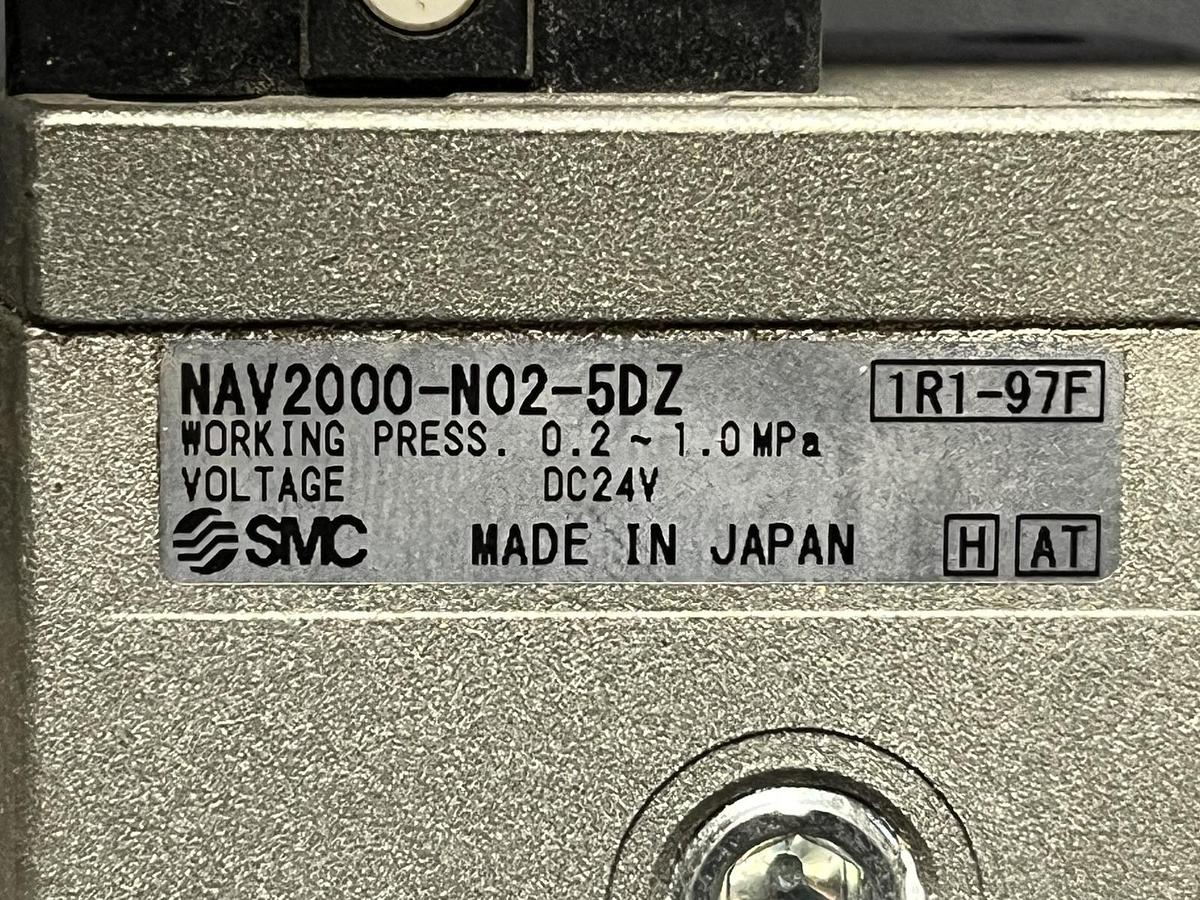 NAV2000-N02-5DZ 1R1-97F
WORKING PRESS. 0.2 ~ 1.0 MPa
VOLTAGE DC24V
SMC MADE IN JAPAN H AT